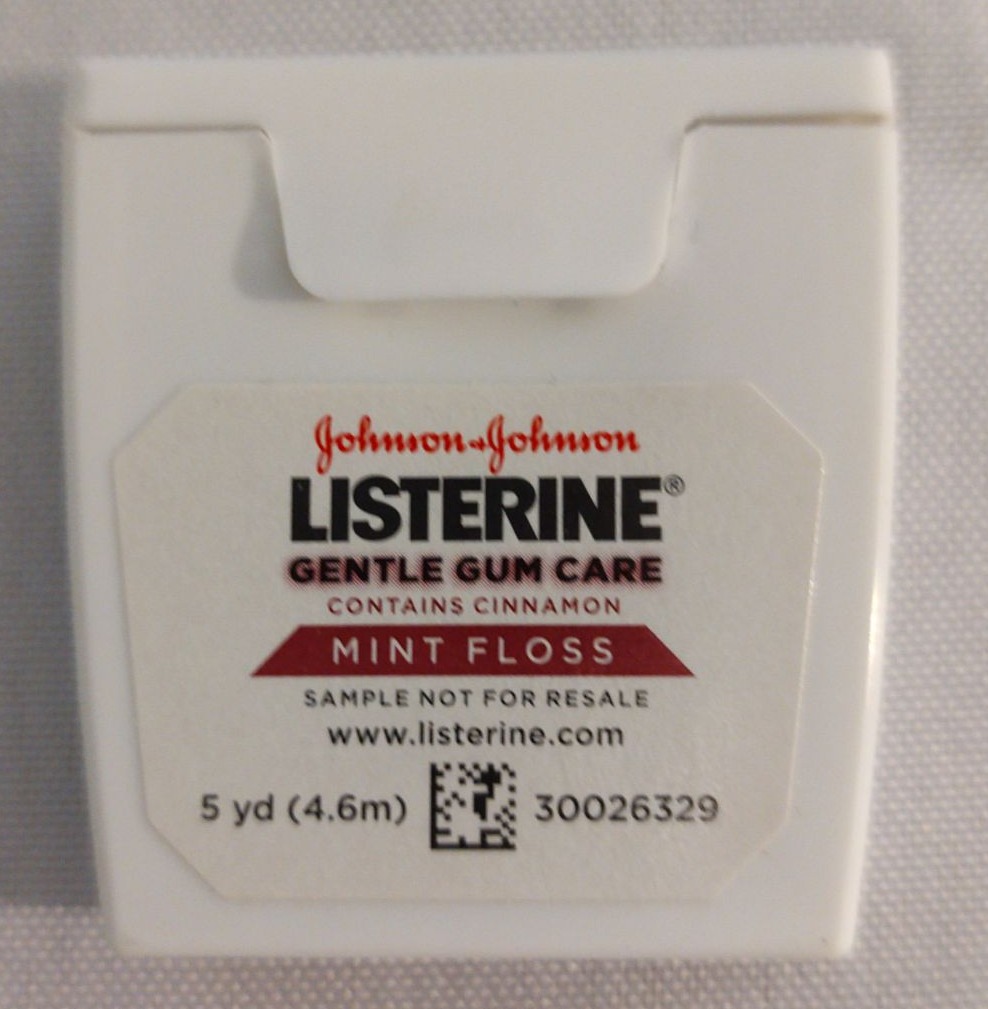 Johnson+Johnson
LISTERINE®
GENTLE GUM CARE
CONTAINS CINNAMON
MINT FLOSS
SAMPLE NOT FOR RESALE
www.listerine.com
5 yd (4.6m) 30026329